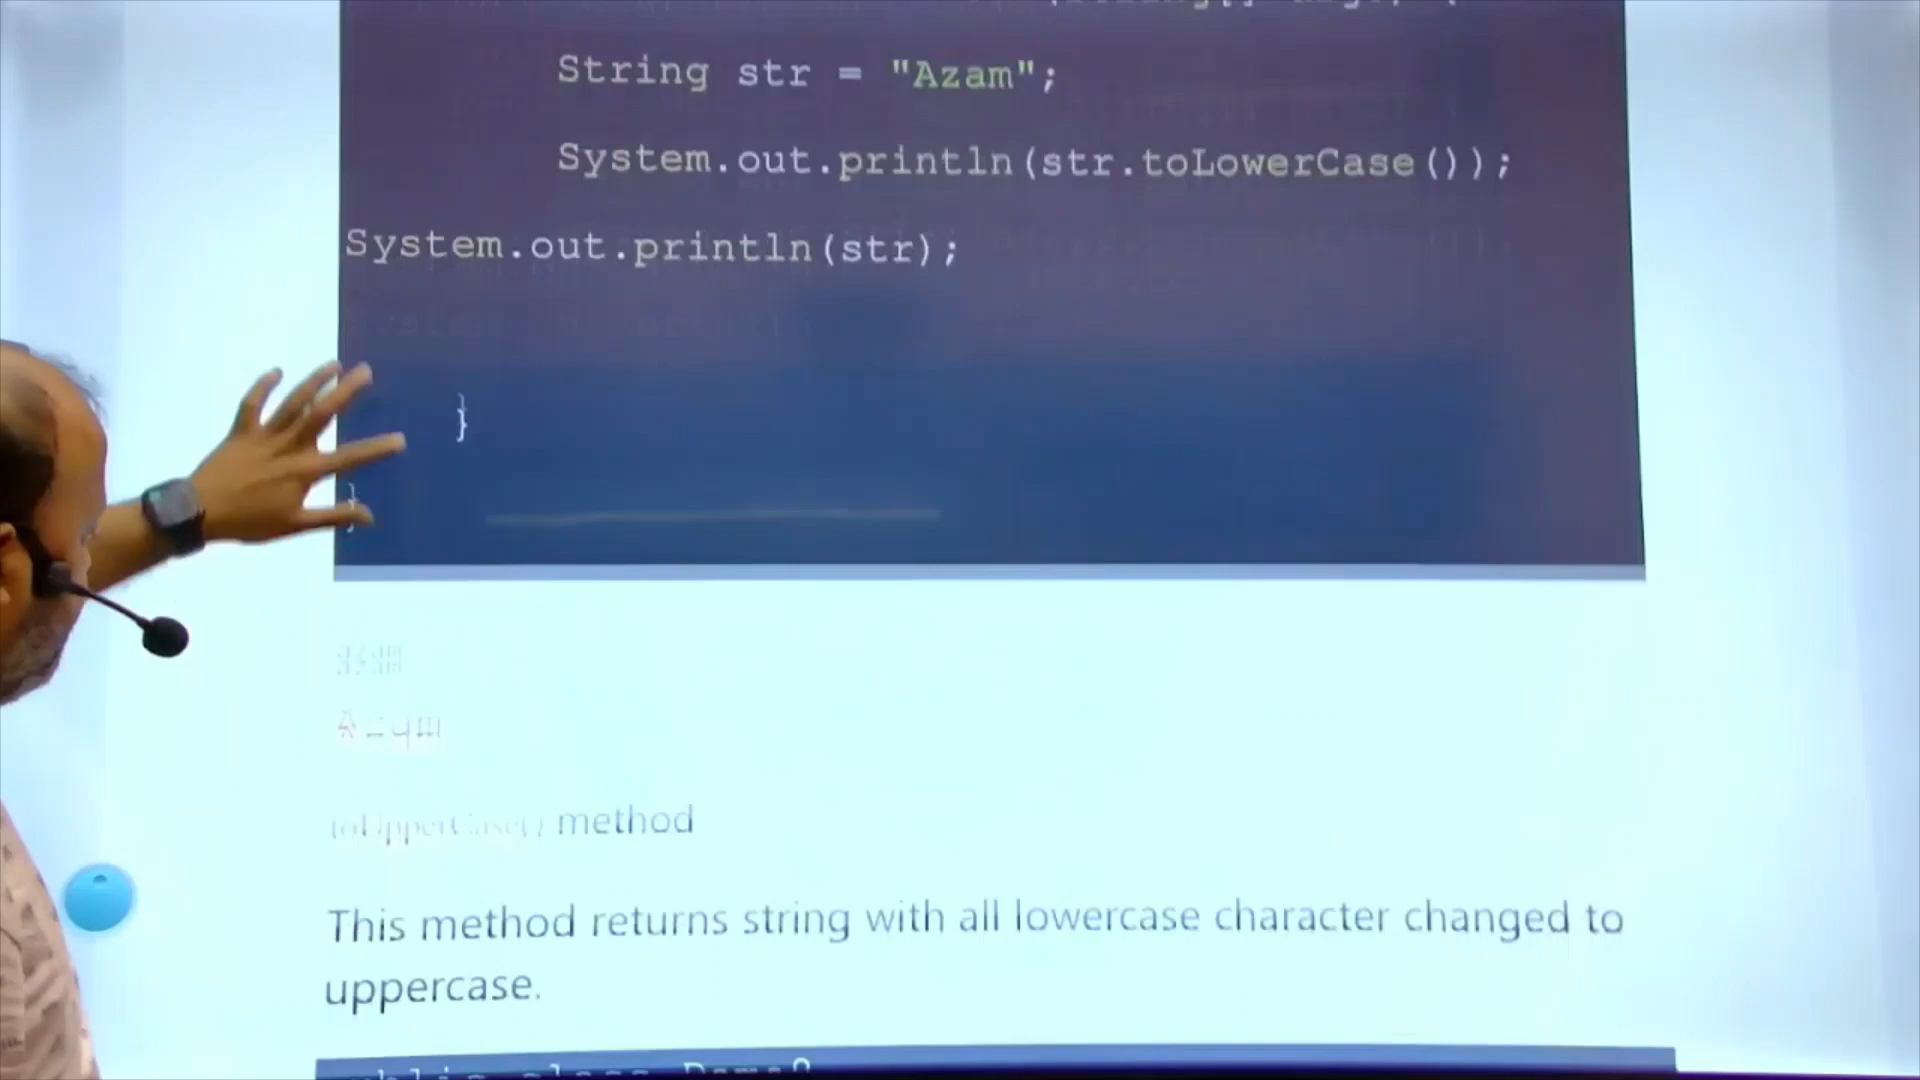 String str = "Azam";
System.out.println(str.toLowerCase());
System.out.println(str);
}
}
toUpperCase() method
This method returns string with all lowercase character changed to
uppercase.